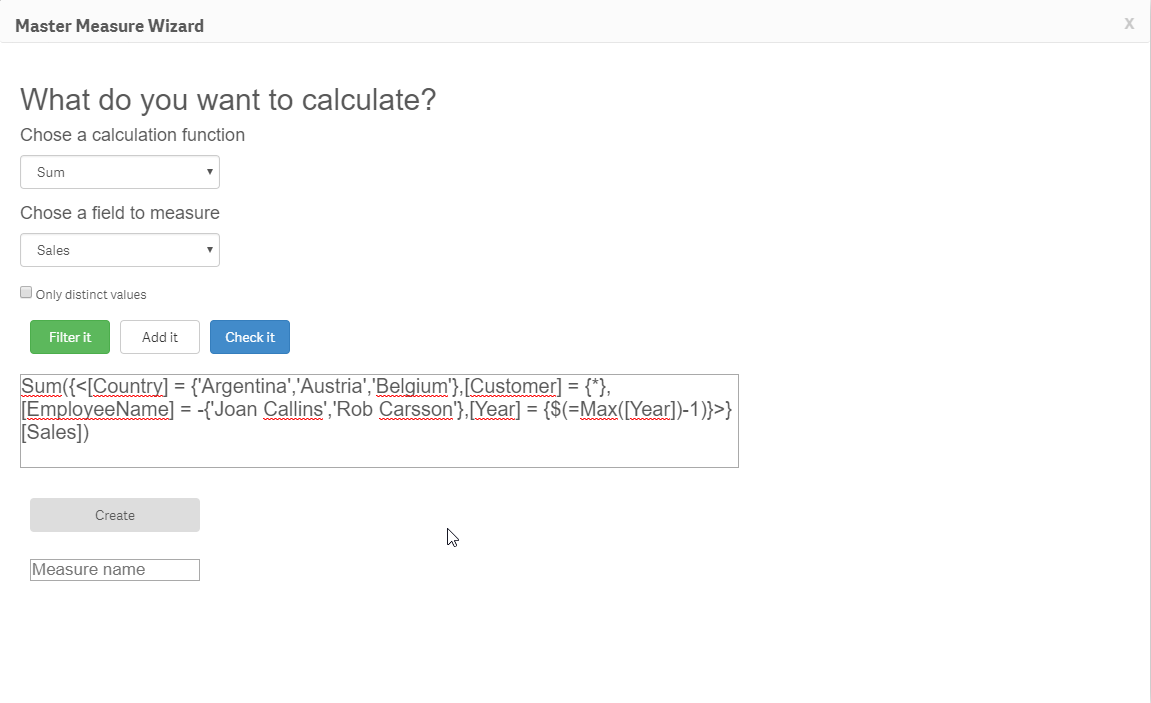 Master Measure Wizard
x
What do you want to calculate?
Chose a calculation function
Sum
Chose a field to measure
Sales
Only distinct values
Filter it Add it Check it
Sum({<[Country] = {'Argentina','Austria','Belgium'},[Customer] = {*},
[EmployeeName] = -{'Joan Callins','Rob Carsson'},[Year] = {$(=Max([Year])-1)}>}
[Sales])
Create
Measure name